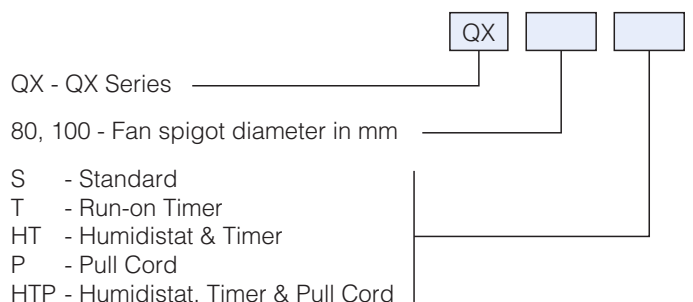 QX
QX - QX Series
80, 100 - Fan spigot diameter in mm
S - Standard
T - Run-on Timer
HT - Humidistat & Timer
P - Pull Cord
HTP - Humidistat, Timer & Pull Cord